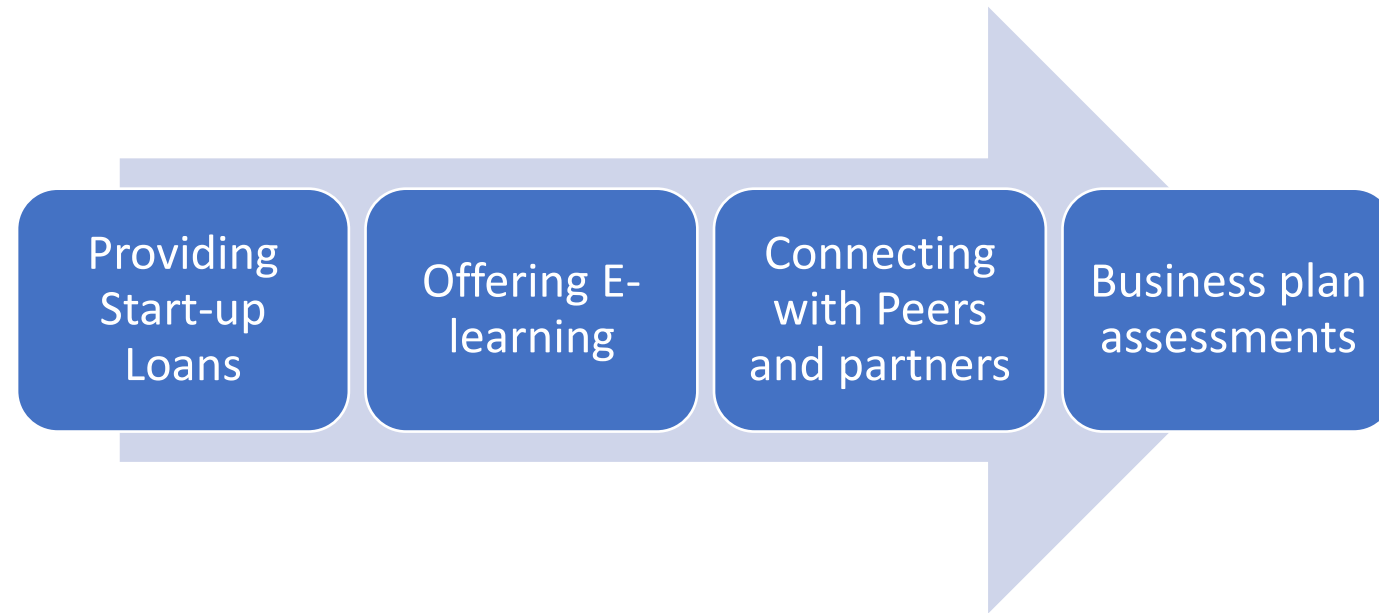 Providing
Start-up
Loans
Offering E-
learning
Connecting
with Peers
and partners
Business plan
assessments